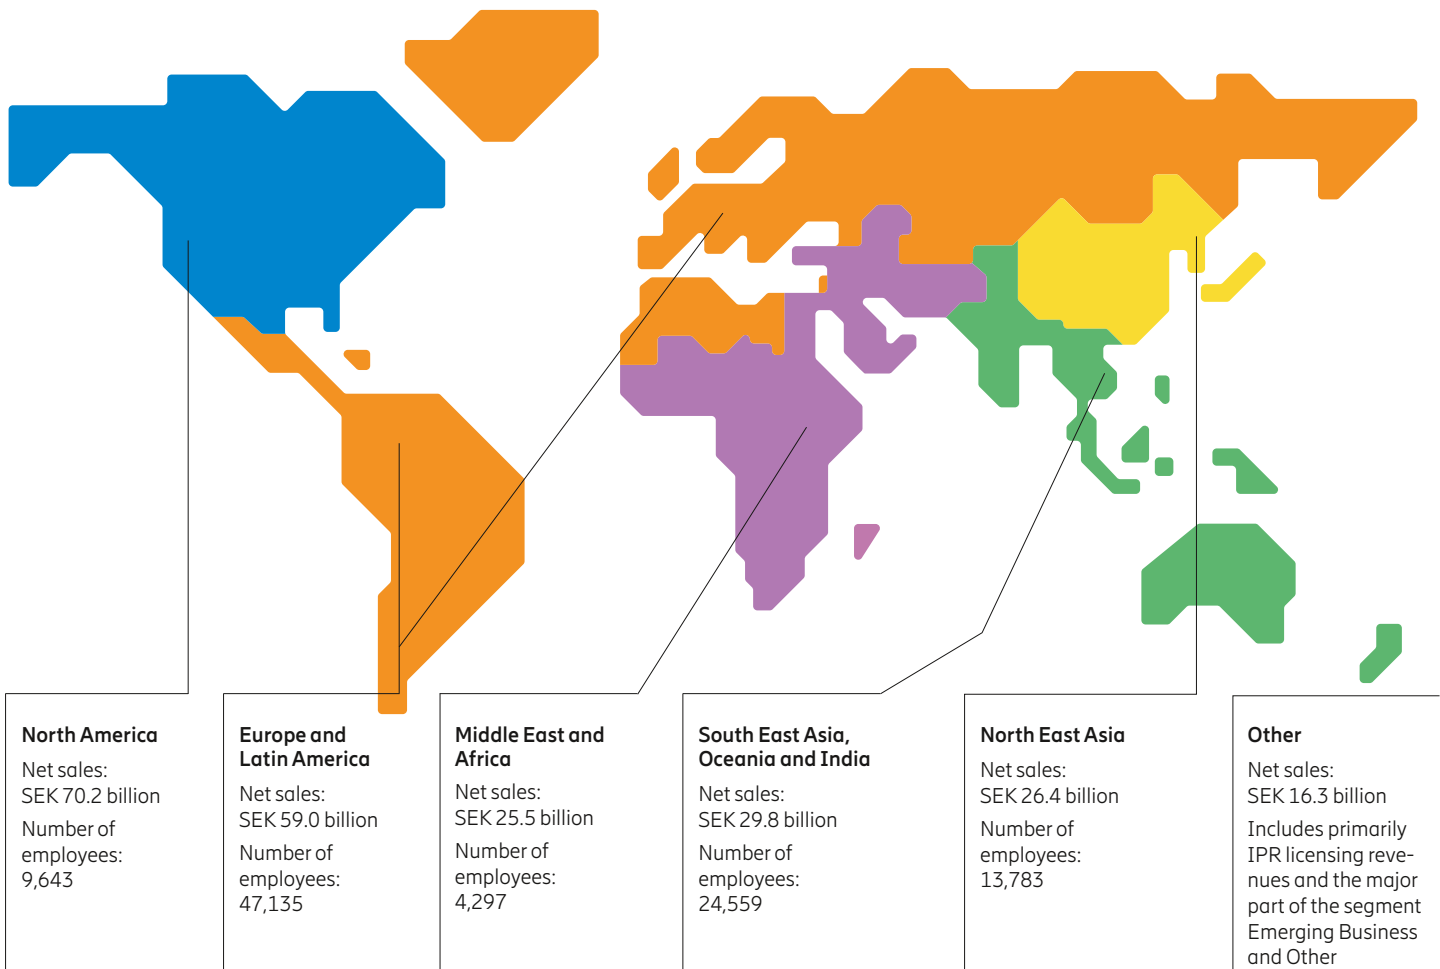 North America
Net sales:
SEK 70.2 billion
Number of
employees:
9,643
Europe and
Latin America
Net sales:
SEK 59.0 billion
Number of
employees:
47,135
Middle East and
Africa
Net sales:
SEK 25.5 billion
Number of
employees:
4,297
South East Asia,
Oceania and India
Net sales:
SEK 29.8 billion
Number of
employees:
24,559
North East Asia
Net sales:
SEK 26.4 billion
Number of
employees:
13,783
Other
Net sales:
SEK 16.3 billion
Includes primarily
IPR licensing reve-
nues and the major
part of the segment
Emerging Business
and Other